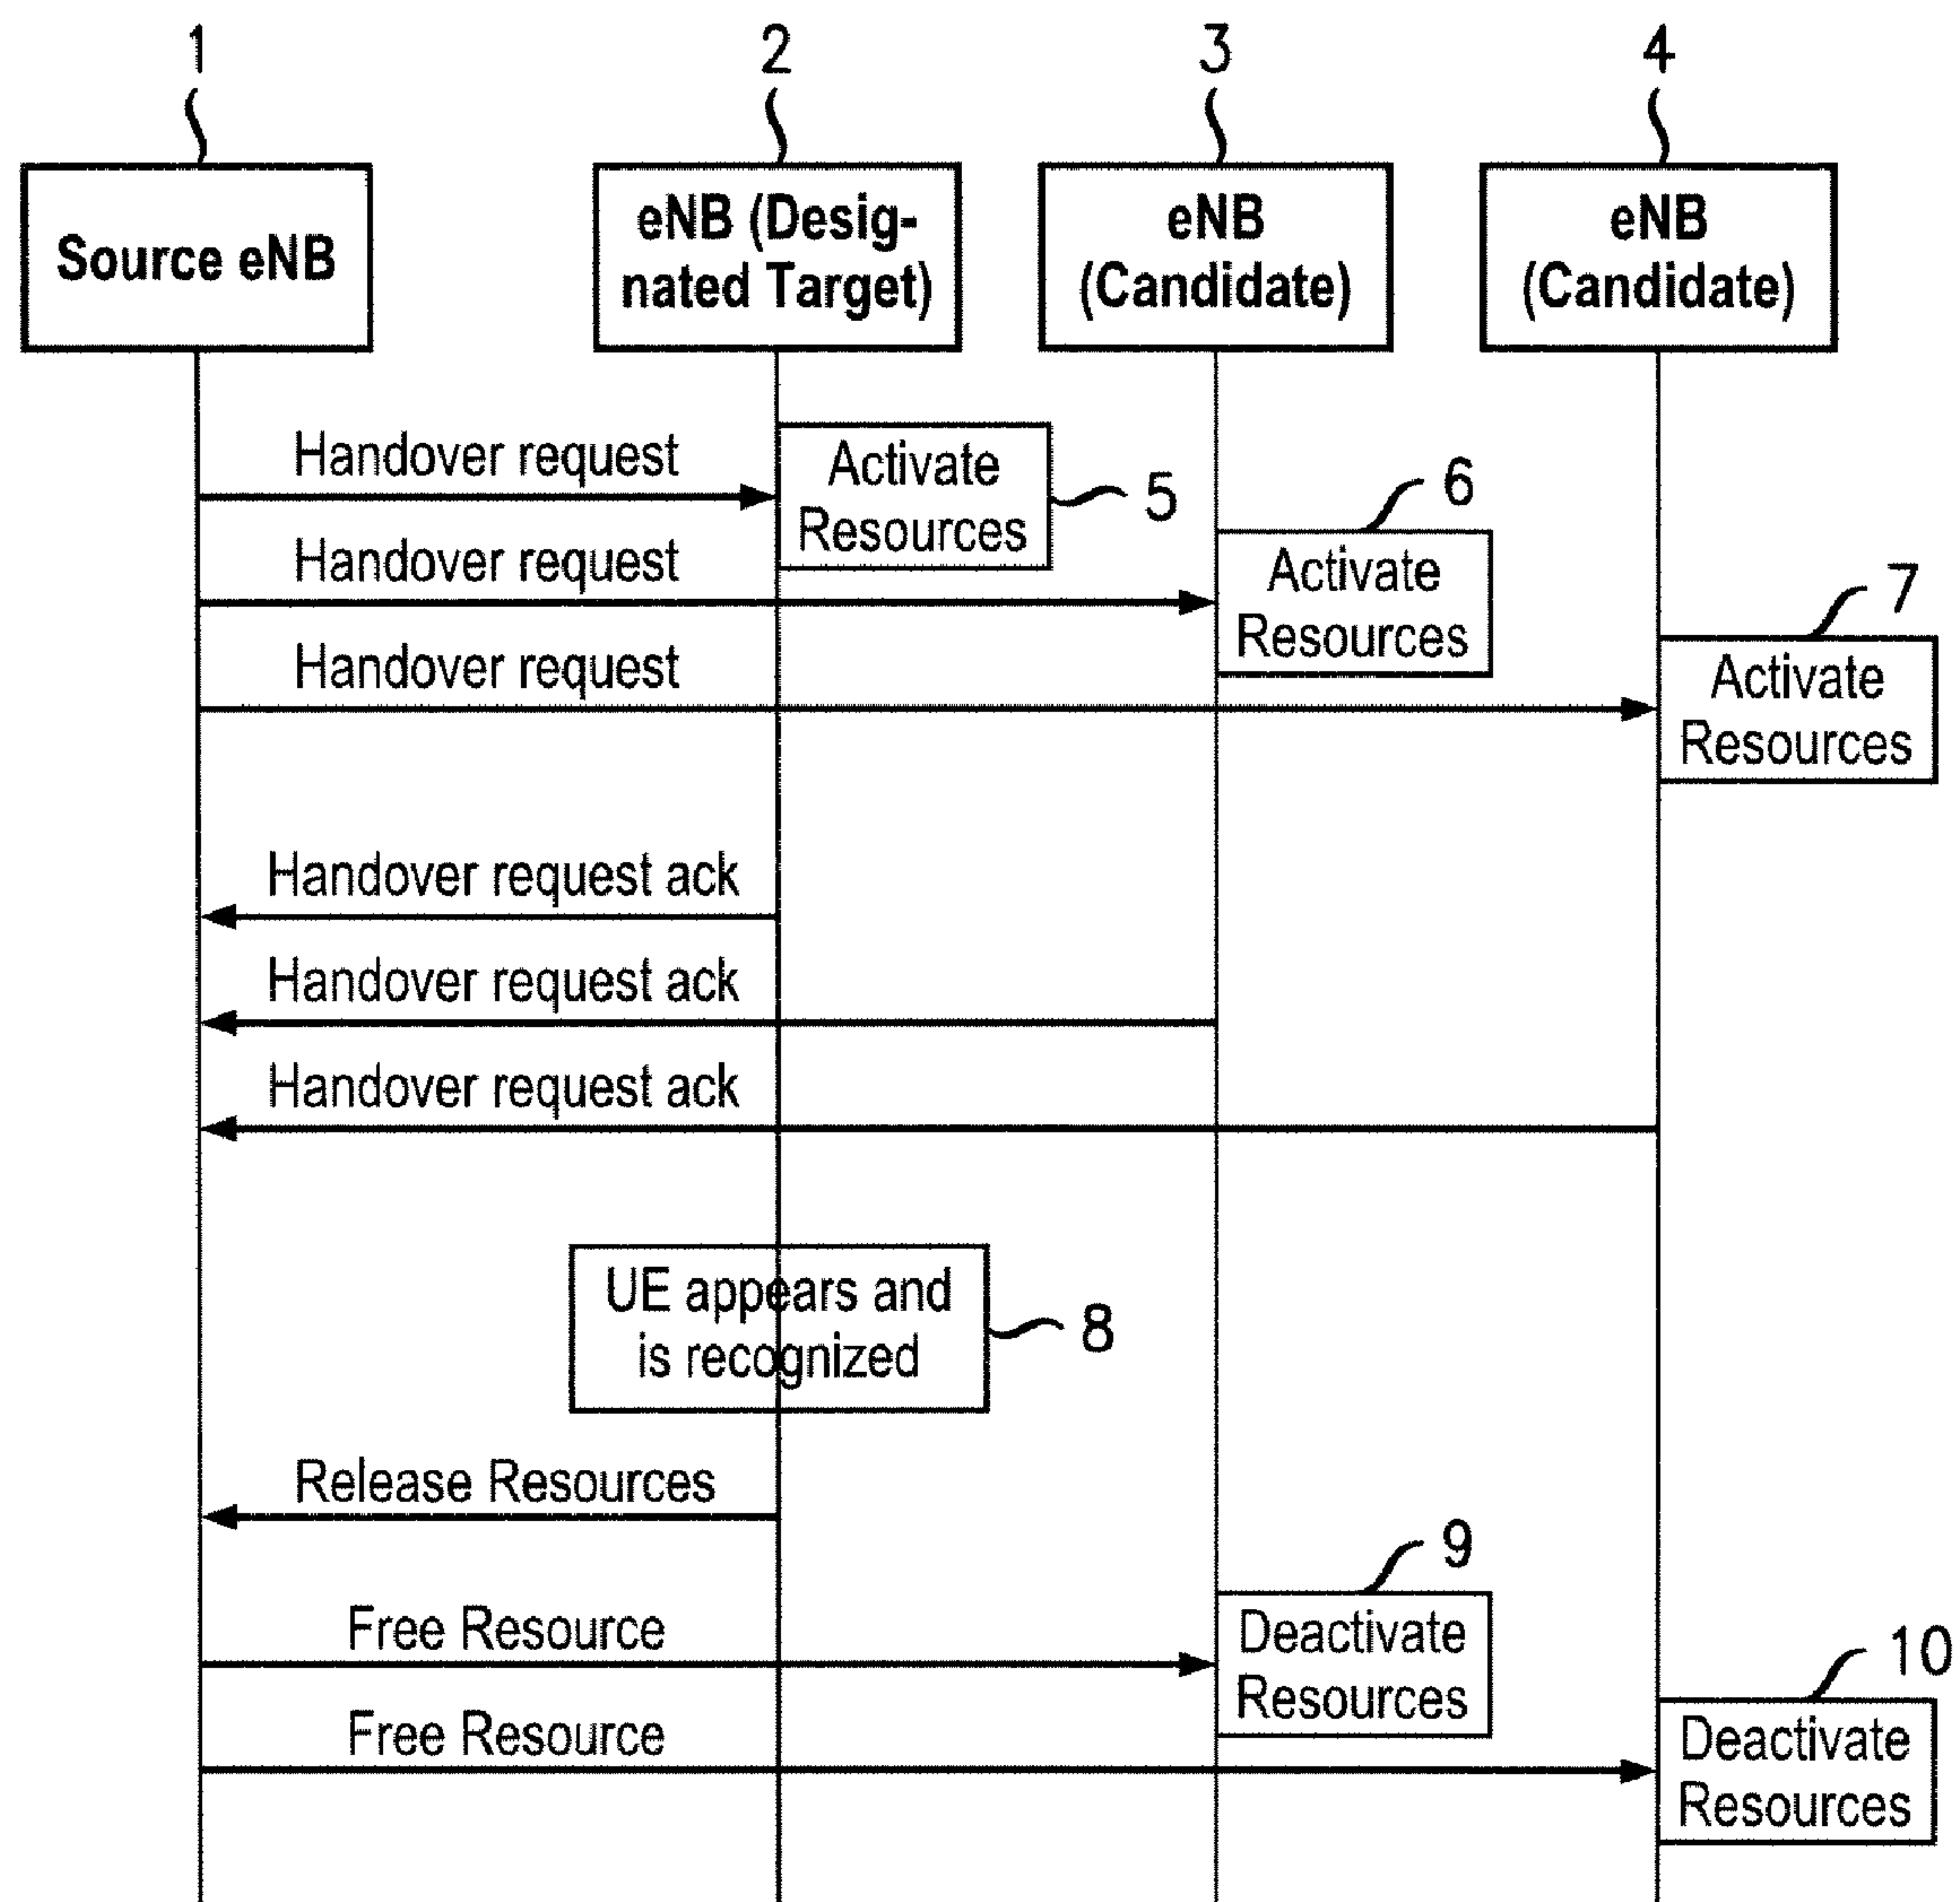 1
2
3
4
Source eNB
eNB (Desig-
nated Target)
eNB
(Candidate)
eNB
(Candidate)
Handover request
Activate
Resources
5
Handover request
Activate
Resources
6
Handover request
Activate
Resources
7
Handover request ack
Handover request ack
Handover request ack
UE appears and
is recognized
8
Release Resources
Free Resource
Deactivate
Resources
9
Free Resource
Deactivate
Resources
10